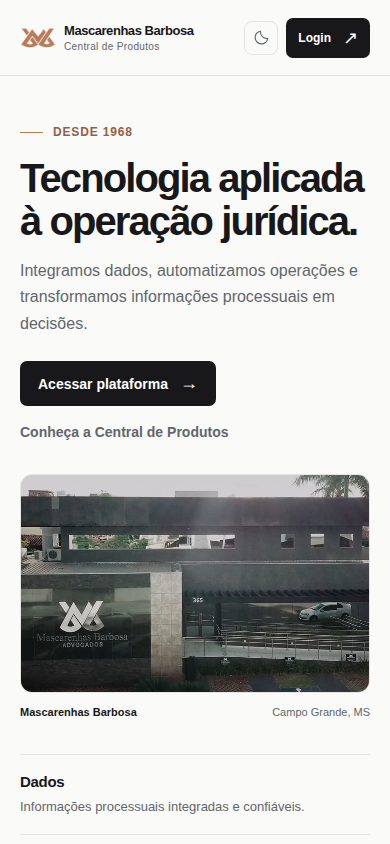 Mascarenhas Barbosa
Central de Produtos
Login ↗
DESDE 1968
Tecnologia aplicada
à operação jurídica.
Integramos dados, automatizamos operações e
transformamos informações processuais em
decisões.
Acessar plataforma →
Conheça a Central de Produtos
365
Mascarenhas Barbosa
ADVOGADOS
Mascarenhas Barbosa
Campo Grande, MS
Dados
Informações processuais integradas e confiáveis.